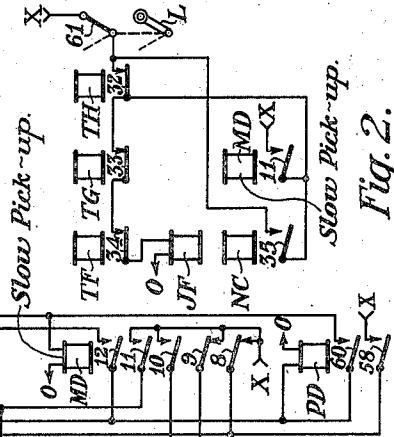 X
61
L
Slow Pick-up.
TF
TG
TH
34
33
32
O
MD
12
11
10
9
8
X
O
JF
NC
MD
35
11
X
Slow Pick-up.
O
PD
60
58
X
Fig. 2.